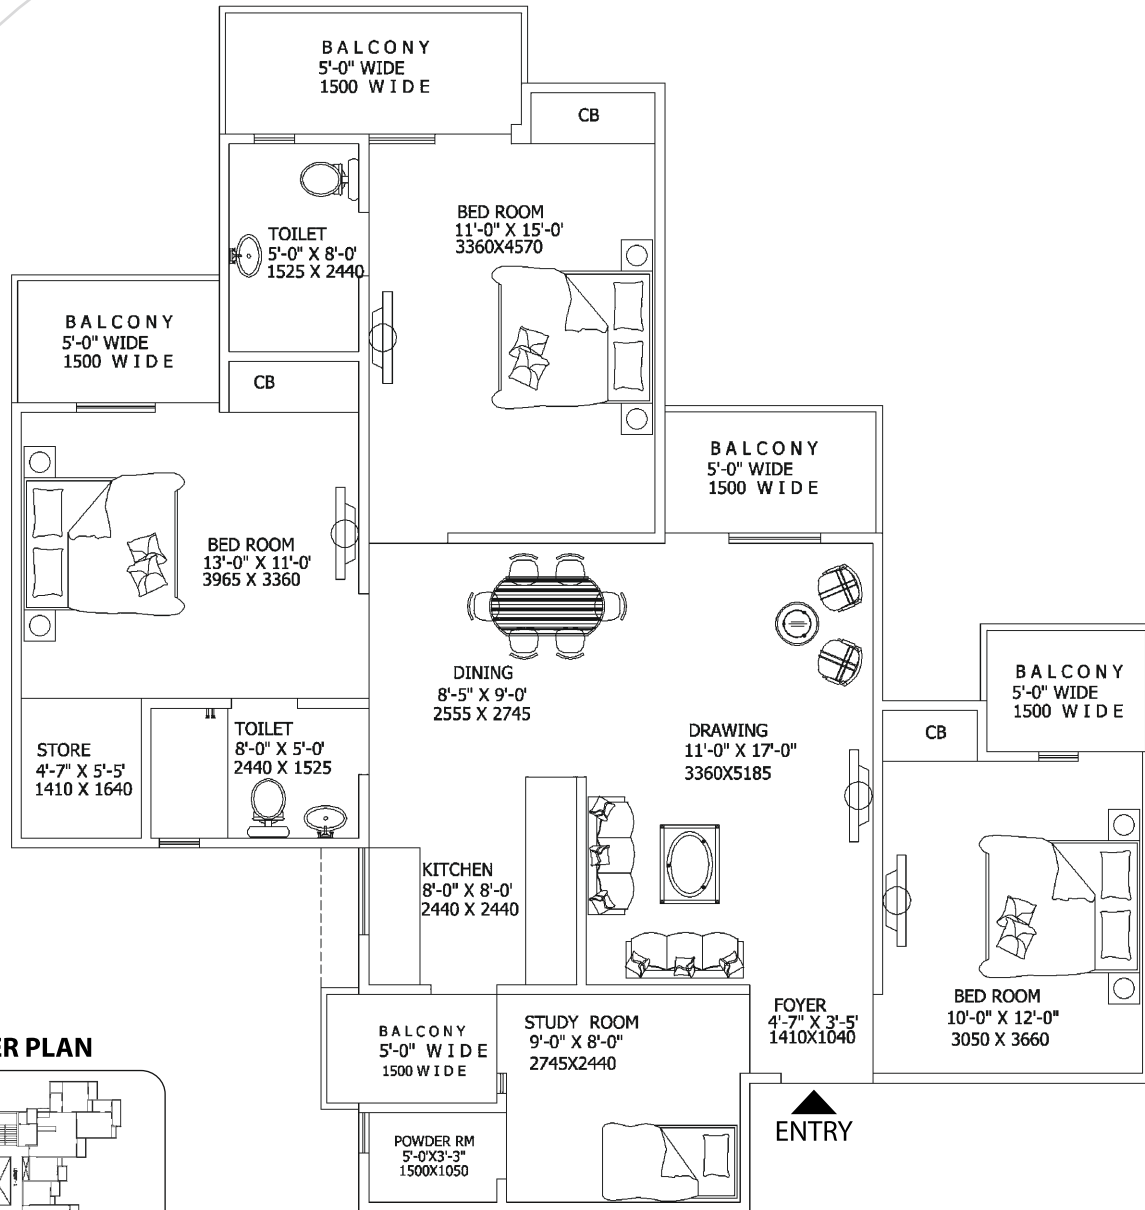 BALCONY
5'-0" WIDE
1500 WIDE
CB
BED ROOM
11'-0" X 15'-0'
3360X4570
TOILET
5'-0" X 8'-0'
1525 X 2440
BALCONY
5'-0" WIDE
1500 WIDE
CB
BALCONY
5'-0" WIDE
1500 WIDE
BED ROOM
13'-0" X 11'-0'
3965 X 3360
DINING
8'-5" X 9'-0'
2555 X 2745
BALCONY
5'-0" WIDE
1500 WIDE
CB
DRAWING
11'-0" X 17'-0"
3360X5185
TOILET
8'-0" X 5'-0'
2440 X 1525
STORE
4'-7" X 5'-5'
1410 X 1640
KITCHEN
8'-0" X 8'-0'
2440 X 2440
BED ROOM
10'-0" X 12'-0"
3050 X 3660
FOYER
4'-7" X 3'-5'
1410X1040
STUDY ROOM
9'-0" X 8'-0"
2745X2440
BALCONY
5'-0" WIDE
1500 WIDE
ER PLAN
ENTRY
POWDER RM
5'-0'X3'-3"
1500X1050